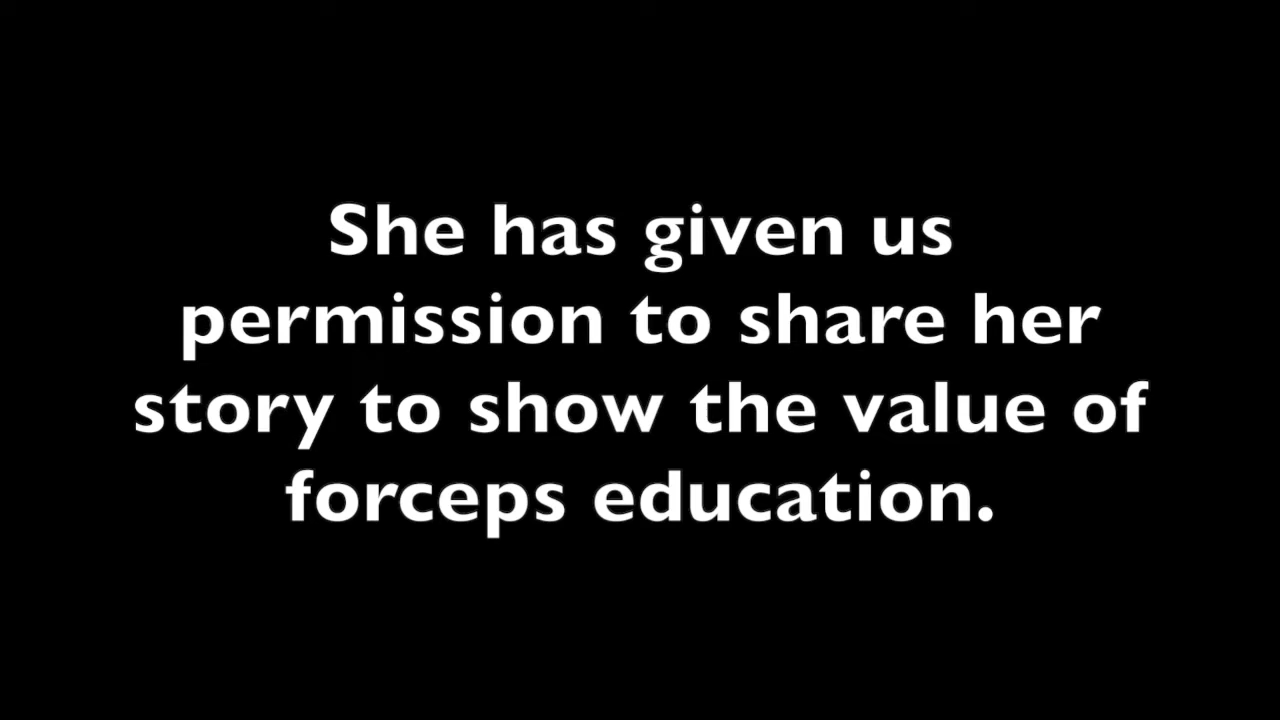 She has given us
permission to share her
story to show the value of
forceps education.